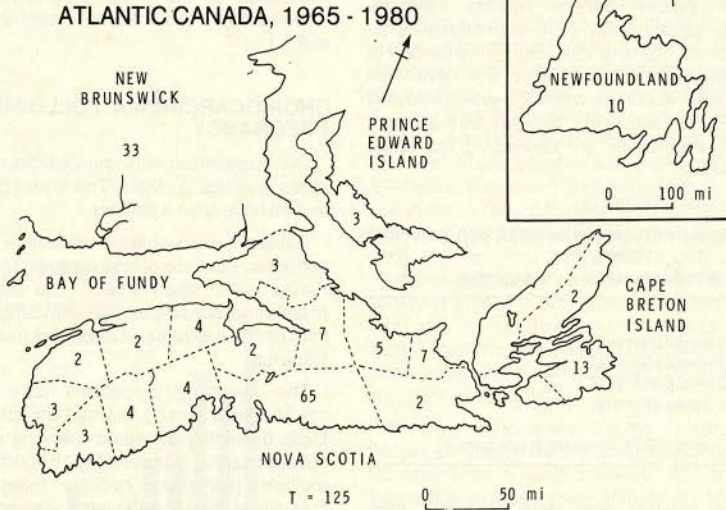 ATLANTIC CANADA, 1965 - 1980
NEW
BRUNSWICK
33
PRINCE
EDWARD
ISLAND
3
NEWFOUNDLAND
10
0 100 mi
BAY OF FUNDY
3
CAPE
BRETON
ISLAND
2
13
2
2
4
2
7
5
7
3
3
4
4
65
2
NOVA SCOTIA
T = 125
0 50 mi